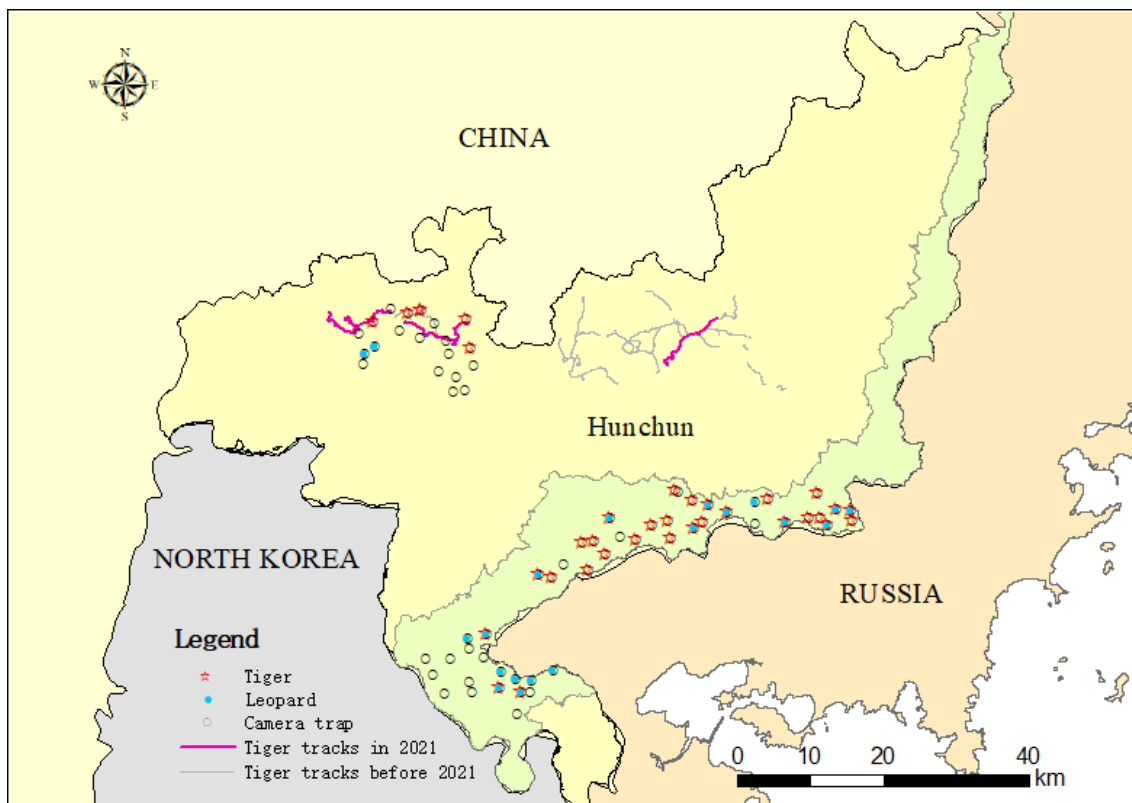 N
W E
S
CHINA
Hunchun
NORTH KOREA
RUSSIA
Legend
Tiger
Leopard
Camera trap
Tiger tracks in 2021
Tiger tracks before 2021
0 10 20 30 40
km